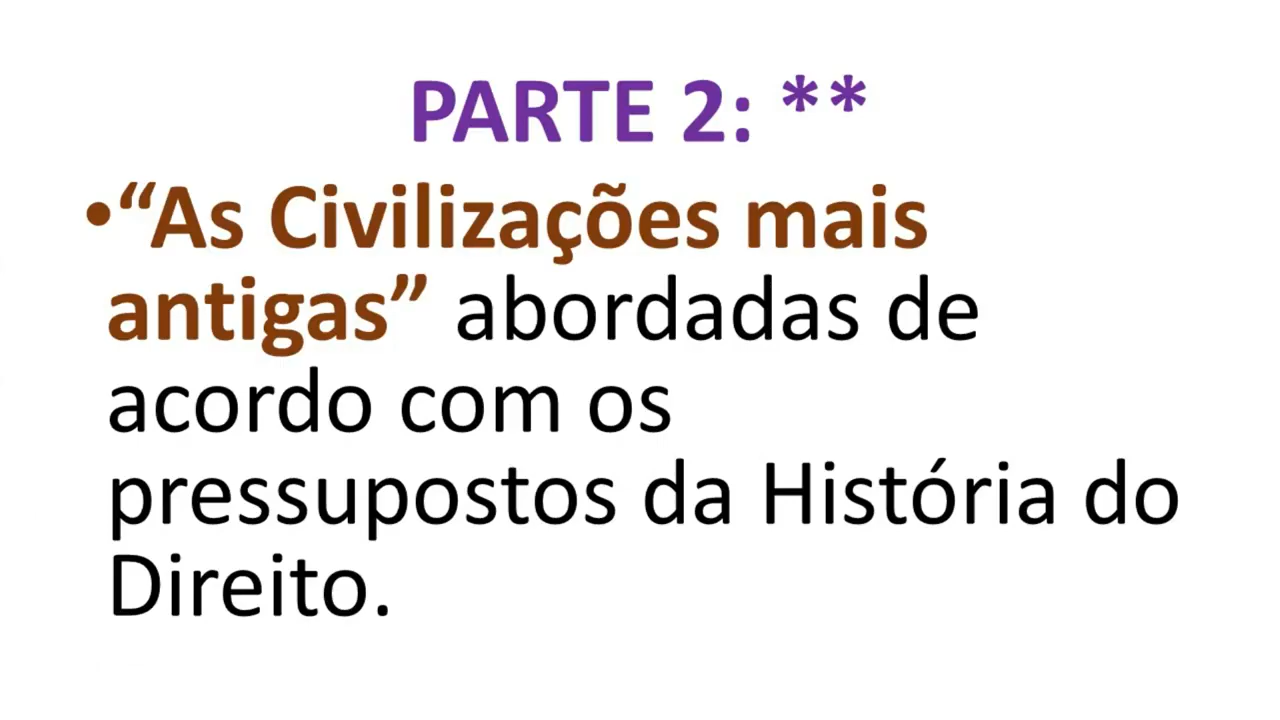 PARTE 2: **
•“As Civilizações mais
antigas” abordadas de
acordo com os
pressupostos da História do
Direito.